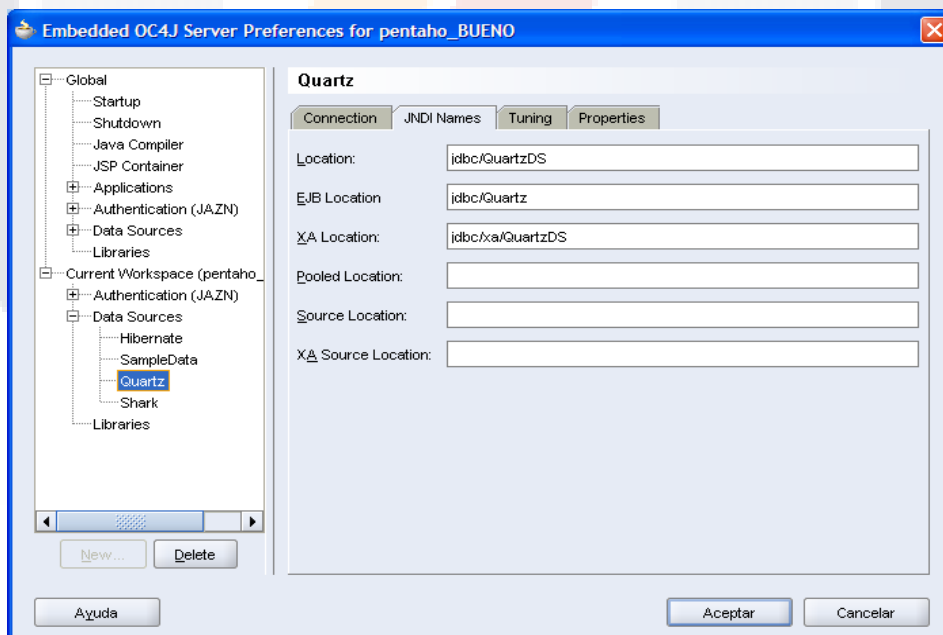 Embedded OC4J Server Preferences for pentaho_BUENO
Global
Startup
Shutdown
Java Compiler
JSP Container
Applications
Authentication (JAZN)
Data Sources
Libraries
Current Workspace (pentaho_
Authentication (JAZN)
Data Sources
Hibernate
SampleData
Quartz
Shark
Libraries
New...
Delete
Quartz
Connection
JNDI Names
Tuning
Properties
Location: jdbc/QuartzDS
EJB Location jdbc/Quartz
XA Location: jdbc/xa/QuartzDS
Pooled Location:
Source Location:
XA Source Location:
Ayuda
Aceptar
Cancelar